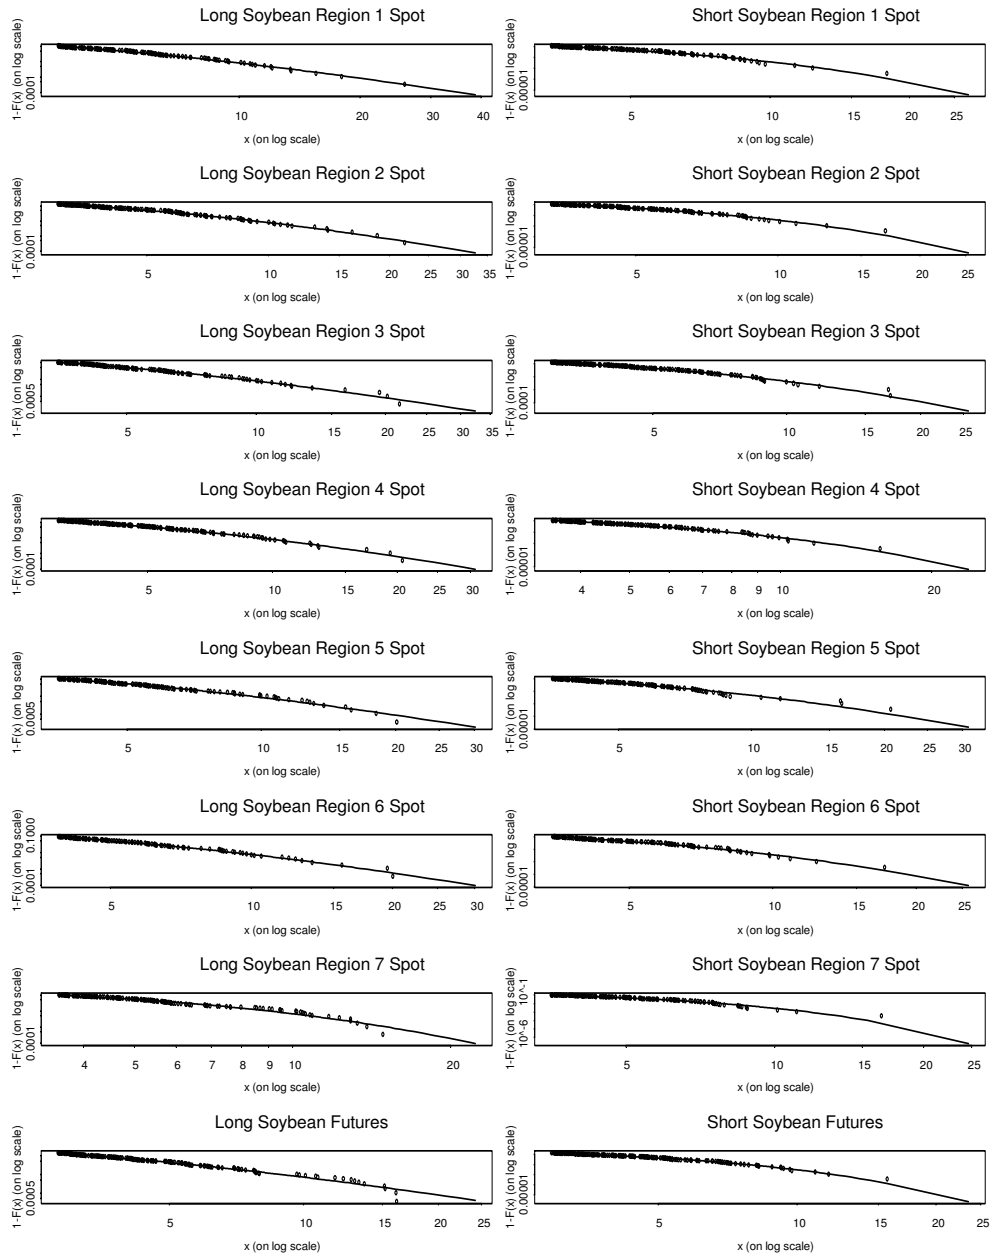 Long Soybean Region 1 Spot
1-F(x) (on log scale)
0.0001
10 20 30 40
x (on log scale)
Short Soybean Region 1 Spot
1-F(x) (on log scale)
0.00001
5 10 15 20 25
x (on log scale)
Long Soybean Region 2 Spot
1-F(x) (on log scale)
0.0001
5 10 15 20 25 30 35
x (on log scale)
Short Soybean Region 2 Spot
1-F(x) (on log scale)
0.00001
5 10 15 20 25
x (on log scale)
Long Soybean Region 3 Spot
1-F(x) (on log scale)
0.0005
5 10 15 20 25 30 35
x (on log scale)
Short Soybean Region 3 Spot
1-F(x) (on log scale)
0.0001
5 10 15 20 25
x (on log scale)
Long Soybean Region 4 Spot
1-F(x) (on log scale)
0.0001
5 10 15 20 25 30
x (on log scale)
Short Soybean Region 4 Spot
1-F(x) (on log scale)
0.00001
4 5 6 7 8 9 10 20
x (on log scale)
Long Soybean Region 5 Spot
1-F(x) (on log scale)
0.0005
5 10 15 20 25 30
x (on log scale)
Short Soybean Region 5 Spot
1-F(x) (on log scale)
0.00001
5 10 15 20 25 30
x (on log scale)
Long Soybean Region 6 Spot
1-F(x) (on log scale)
0.0001 0.1000
5 10 15 20 25 30
x (on log scale)
Short Soybean Region 6 Spot
1-F(x) (on log scale)
0.00001
5 10 15 20 25
x (on log scale)
Long Soybean Region 7 Spot
1-F(x) (on log scale)
0.00001
4 5 6 7 8 9 10 20
x (on log scale)
Short Soybean Region 7 Spot
1-F(x) (on log scale)
10^-6 10^-1
5 10 15 20 25
x (on log scale)
Long Soybean Futures
1-F(x) (on log scale)
0.0005
5 10 15 20 25
x (on log scale)
Short Soybean Futures
1-F(x) (on log scale)
0.00001
5 10 15 20 25
x (on log scale)